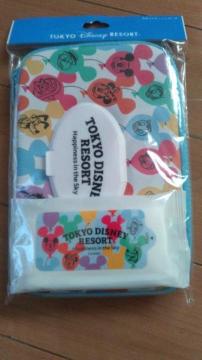 TOKYO Disney RESORT®
TOKYO DISNEY
RESORT
Happiness in the Sky
TOKYO DISNEY
RESORT
Happiness in the Sky